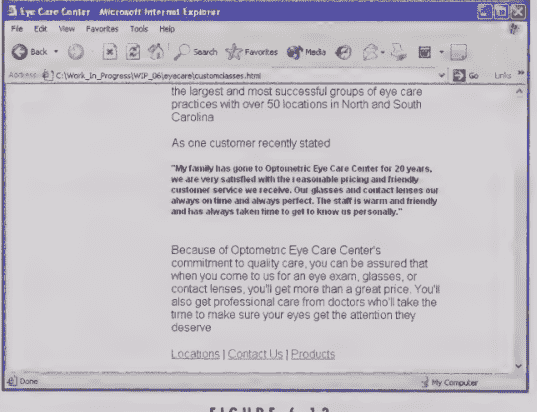 Eye Care Center - Microsoft Internet Explorer
File Edit View Favorites Tools Help
Back Search Favorites Media
Address C:\Work_In_Progress\WIP_06\eyecare\customclasses.html Go Links »
the largest and most successful groups of eye care
practices with over 50 locations in North and South
Carolina
As one customer recently stated
"My family has gone to Optometric Eye Care Center for 20 years,
we are very satisfied with the reasonable pricing and friendly
customer service we receive. Our glasses and contact lenses our
always on time and always perfect. The staff is warm and friendly
and has always taken time to get to know us personally."
Because of Optometric Eye Care Center's
commitment to quality care, you can be assured that
when you come to us for an eye exam, glasses, or
contact lenses, you'll get more than a great price. You'll
also get professional care from doctors who'll take the
time to make sure your eyes get the attention they
deserve
Locations | Contact Us | Products
Done My Computer
FIGURE 6.12